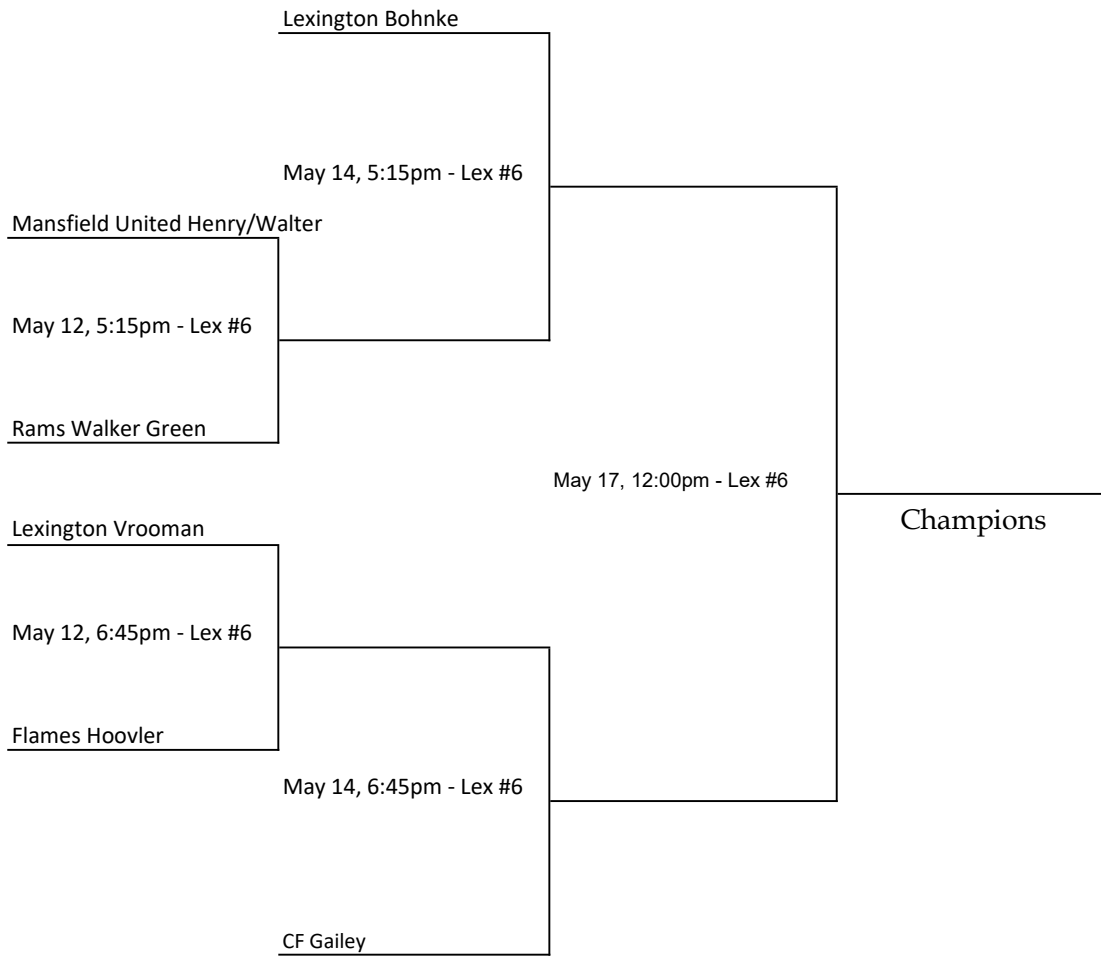 Lexington Bohnke
May 14, 5:15pm - Lex #6
Mansfield United Henry/Walter
May 12, 5:15pm - Lex #6
Rams Walker Green
May 17, 12:00pm - Lex #6
Champions
Lexington Vrooman
May 12, 6:45pm - Lex #6
Flames Hoovler
May 14, 6:45pm - Lex #6
CF Gailey